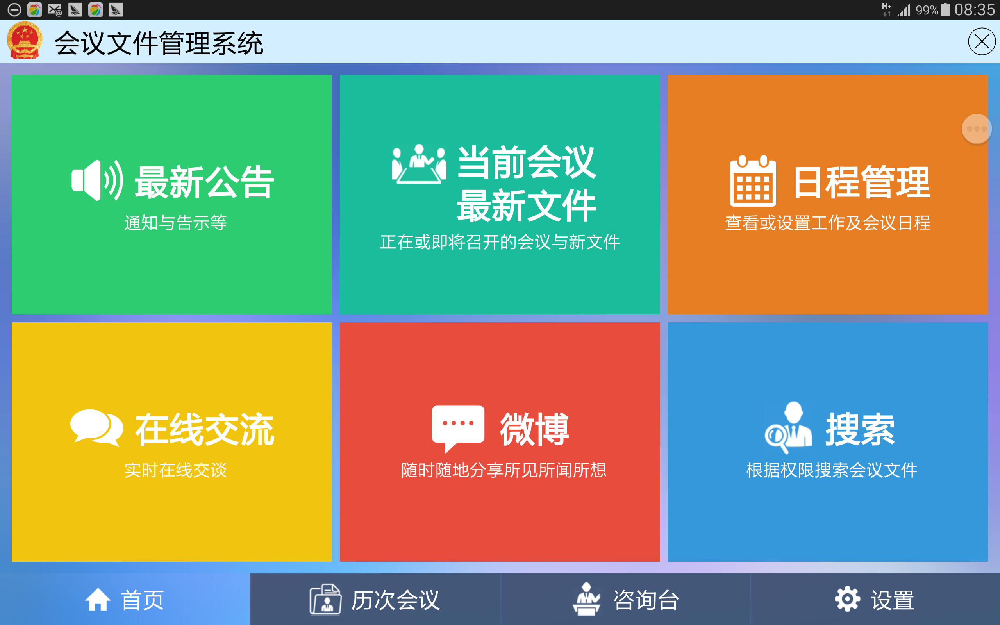 H+ 99% 08:35
会议文件管理系统
最新公告
通知与告示等
当前会议
最新文件
正在或即将召开的会议与新文件
日程管理
查看或设置工作及会议日程
在线交流
实时在线交谈
微博
随时随地分享所见所闻所想
搜索
根据权限搜索会议文件
首页
历次会议
咨询台
设置